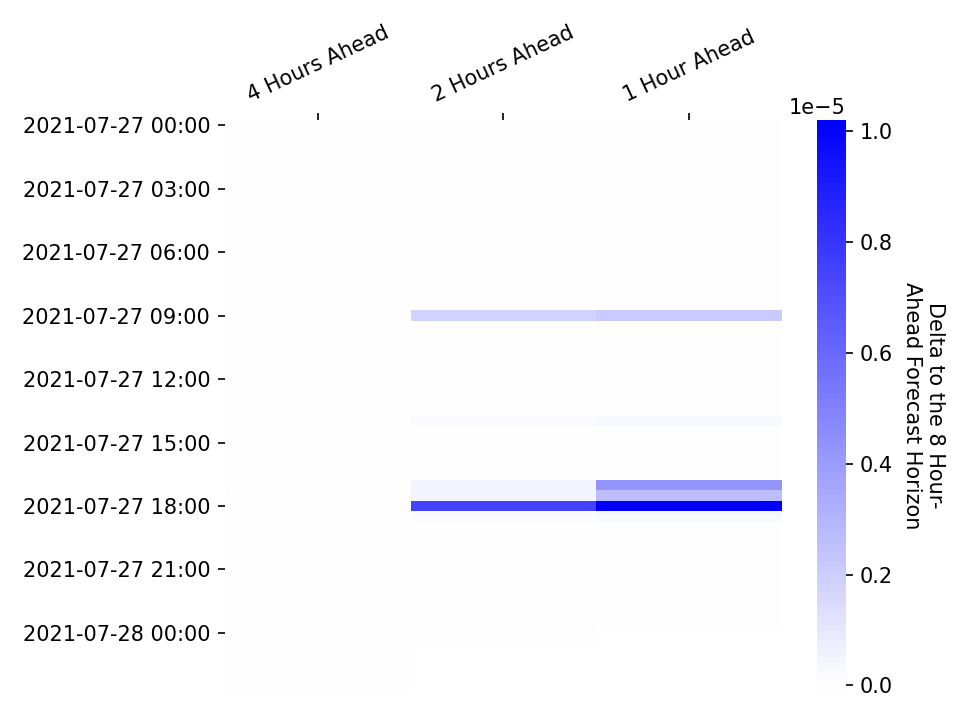 4 Hours Ahead
2 Hours Ahead
1 Hour Ahead
2021-07-27 00:00
2021-07-27 03:00
2021-07-27 06:00
2021-07-27 09:00
2021-07-27 12:00
2021-07-27 15:00
2021-07-27 18:00
2021-07-27 21:00
2021-07-28 00:00
1e−5
1.0
0.8
0.6
0.4
0.2
0.0
Delta to the 8 Hour-
Ahead Forecast Horizon